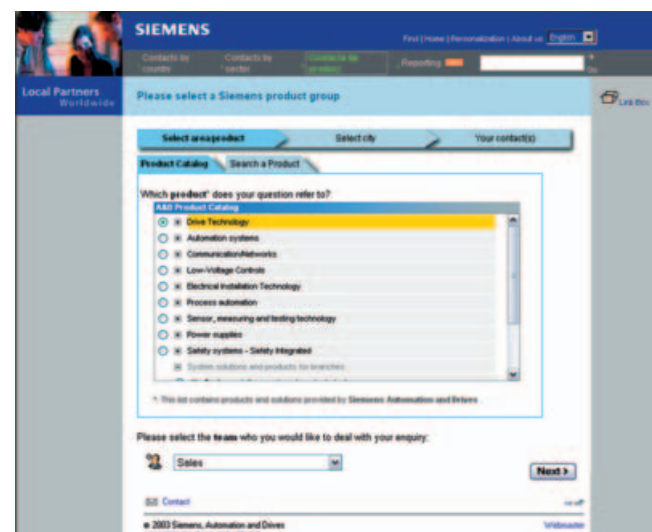 SIEMENS
Find | Home | Personalization | About us English
Contacts by country
Contacts by sector
Contacts by product
Reporting
Go
Local Partners
Worldwide
Please select a Siemens product group
Link Box
Select area/product
Select city
Your contact(s)
Product Catalog
Search a Product
Which product* does your question refer to?
A&D Product Catalog
Drive Technology
Automation systems
Communication/Networks
Low-Voltage Controls
Electrical Installation Technology
Process automation
Sensor, measuring and testing technology
Power supplies
Safety systems - Safety Integrated
System solutions and products for branches
*: This list contains products and solutions provided by Siemens Automation and Drives .
Please select the team who you would like to deal with your enquiry:
Sales
Next >
Contact
© 2003 Siemens, Automation and Drives
Webmaster